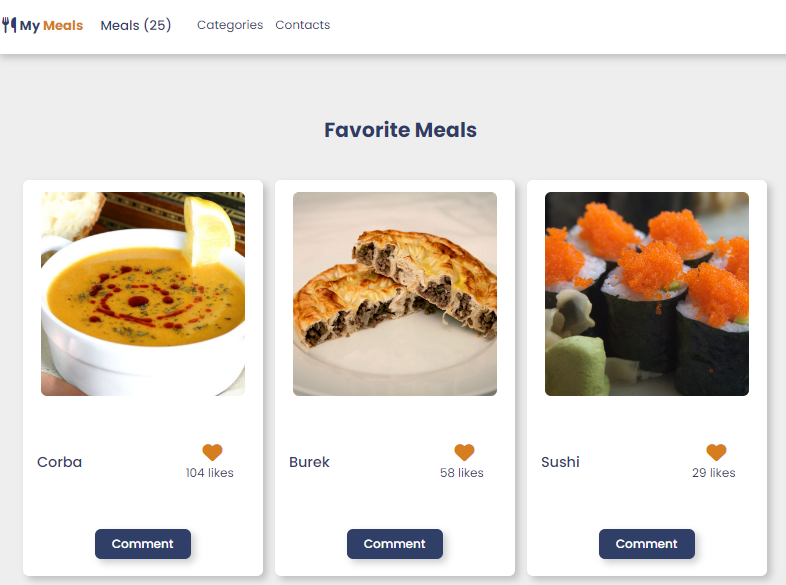 My Meals Meals (25) Categories Contacts
Favorite Meals
Corba
104 likes
Comment
Burek
58 likes
Comment
Sushi
29 likes
Comment